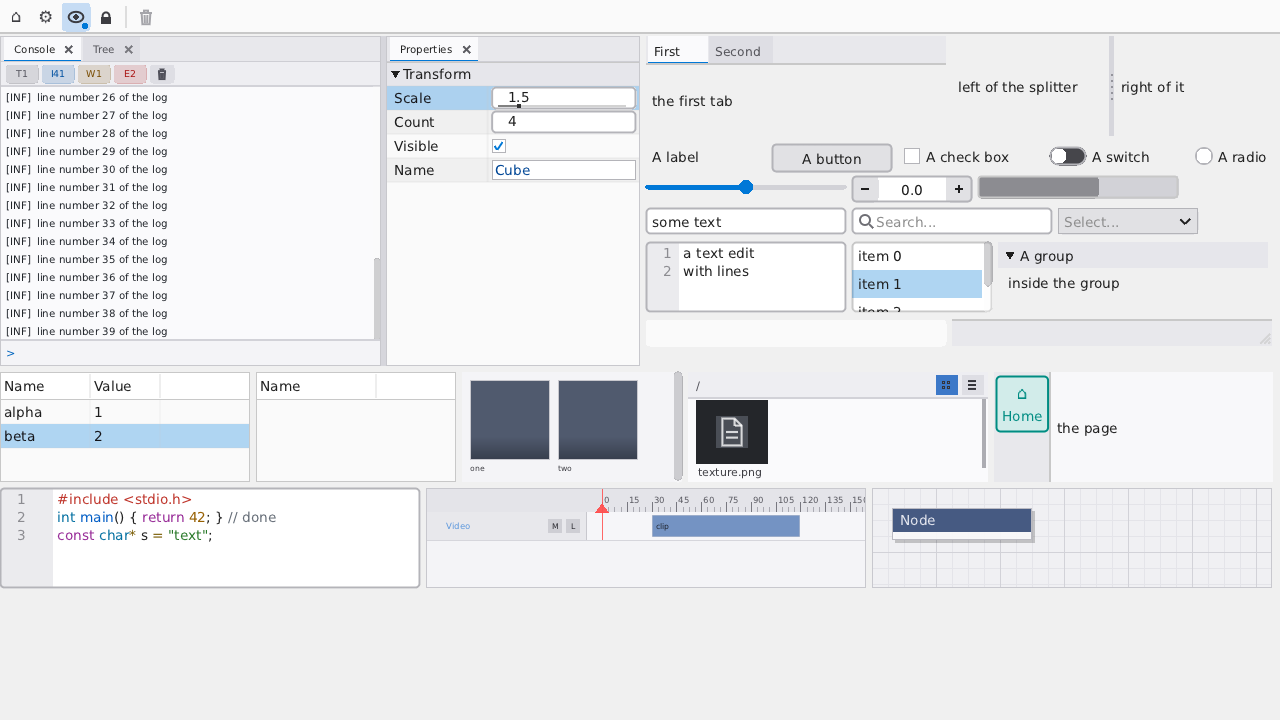 Console
Tree
T1
I41
W1
E2
[INF] line number 26 of the log
[INF] line number 27 of the log
[INF] line number 28 of the log
[INF] line number 29 of the log
[INF] line number 30 of the log
[INF] line number 31 of the log
[INF] line number 32 of the log
[INF] line number 33 of the log
[INF] line number 34 of the log
[INF] line number 35 of the log
[INF] line number 36 of the log
[INF] line number 37 of the log
[INF] line number 38 of the log
[INF] line number 39 of the log
>
Properties
Transform
Scale 1.5
Count 4
Visible
Name Cube
First
Second
the first tab
left of the splitter
right of it
A label
A button
A check box
A switch
A radio
0.0
some text
Search...
Select...
1 a text edit
2 with lines
item 0
item 1
item 2
A group
inside the group
Name Value
alpha 1
beta 2
Name
one
two
/
texture.png
Home
the page
1 #include <stdio.h>
2 int main() { return 42; } // done
3 const char* s = "text";
0 15 30 45 60 75 90 105 120 135 150
Video M L
clip
Node